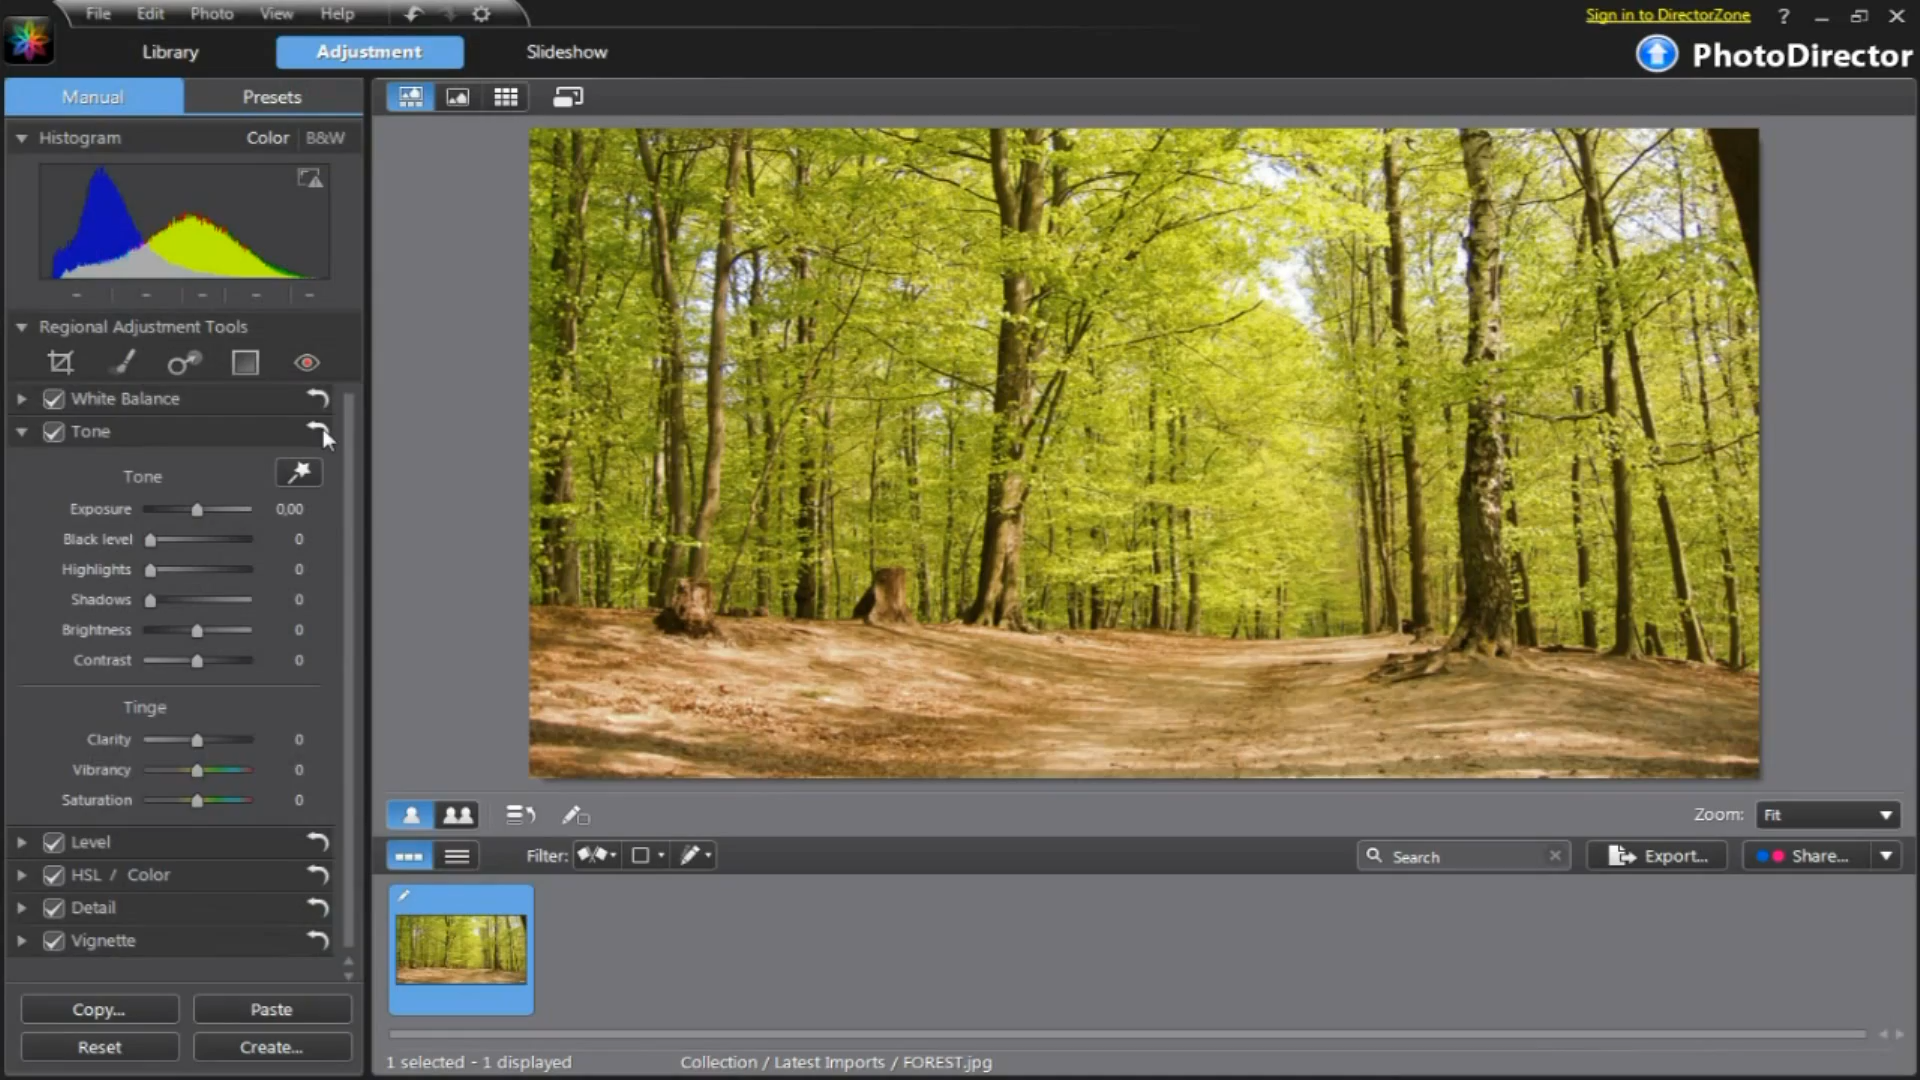 File Edit Photo View Help
Sign in to DirectorZone ?
Library Adjustment Slideshow
PhotoDirector
Manual Presets
Histogram Color B&W
Regional Adjustment Tools
White Balance
Tone
Tone
Exposure 0,00
Black level 0
Highlights 0
Shadows 0
Brightness 0
Contrast 0
Tinge
Clarity 0
Vibrancy 0
Saturation 0
Level
HSL / Color
Detail
Vignette
Copy... Paste
Reset Create...
Zoom: Fit
Filter: Search Export... Share...
1 selected - 1 displayed Collection / Latest Imports / FOREST.jpg